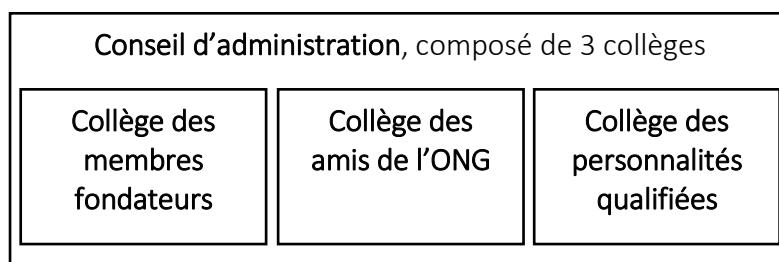 Conseil d’administration, composé de 3 collèges
Collège des
membres
fondateurs
Collège des
amis de l’ONG
Collège des
personnalités
qualifiées